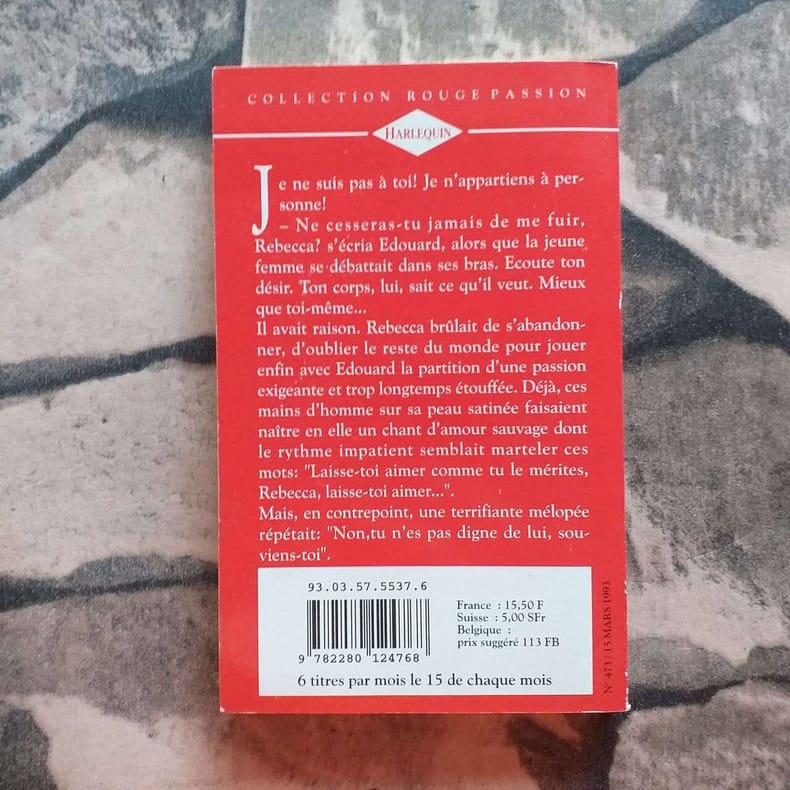 COLLECTION ROUGE PASSION
HARLEQUIN
Je ne suis pas à toi! Je n'appartiens à per-
sonne!
– Ne cesseras-tu jamais de me fuir,
Rebecca? s'écria Edouard, alors que la jeune
femme se débattait dans ses bras. Ecoute ton
désir. Ton corps, lui, sait ce qu'il veut. Mieux
que toi-même...
Il avait raison. Rebecca brûlait de s'abandon-
ner, d'oublier le reste du monde pour jouer
enfin avec Edouard la partition d'une passion
exigeante et trop longtemps étouffée. Déjà, ces
mains d'homme sur sa peau satinée faisaient
naître en elle un chant d'amour sauvage dont
le rythme impatient semblait marteler ces
mots: "Laisse-toi aimer comme tu le mérites,
Rebecca, laisse-toi aimer...".
Mais, en contrepoint, une terrifiante mélopée
répétait: "Non,tu n'es pas digne de lui, sou-
viens-toi".
93.03.57.5537.6
France : 15,50 F
Suisse : 5,00 SFr
Belgique :
prix suggéré 113 FB
9 782280 124768
6 titres par mois le 15 de chaque mois
N° 473 / 15 MARS 1993